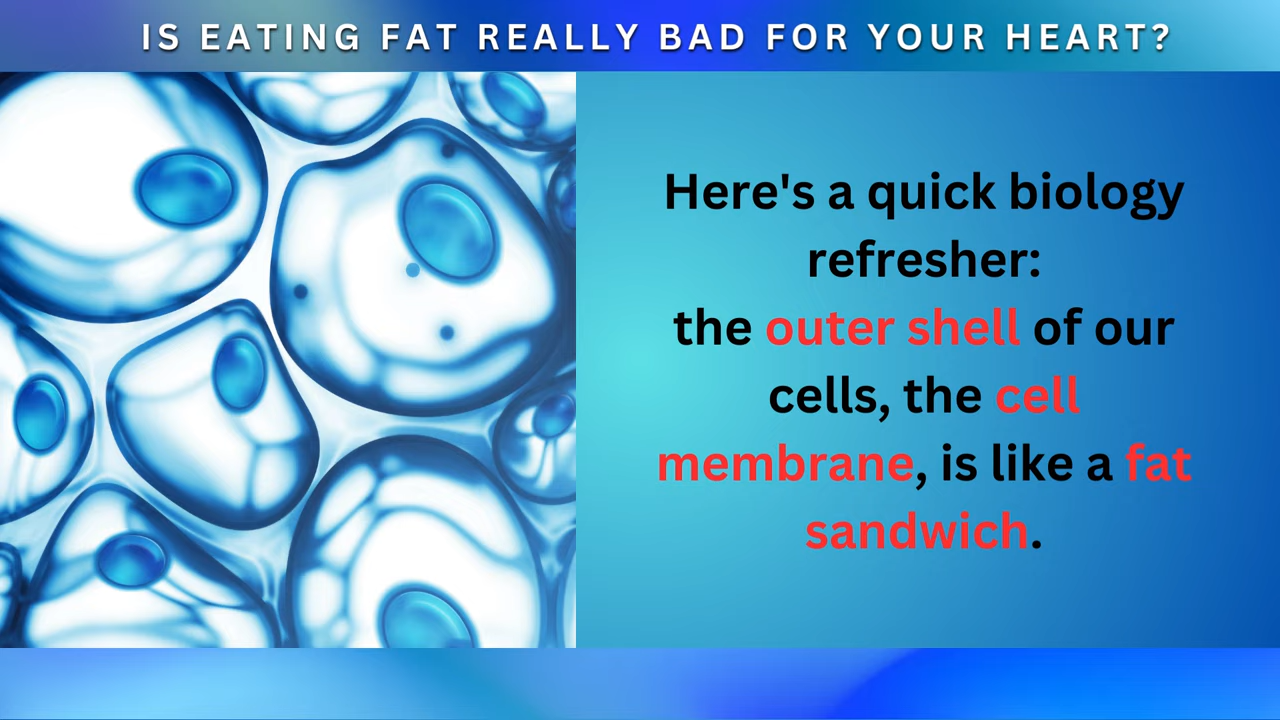 IS EATING FAT REALLY BAD FOR YOUR HEART?
Here's a quick biology
refresher:
the outer shell of our
cells, the cell
membrane, is like a fat
sandwich.